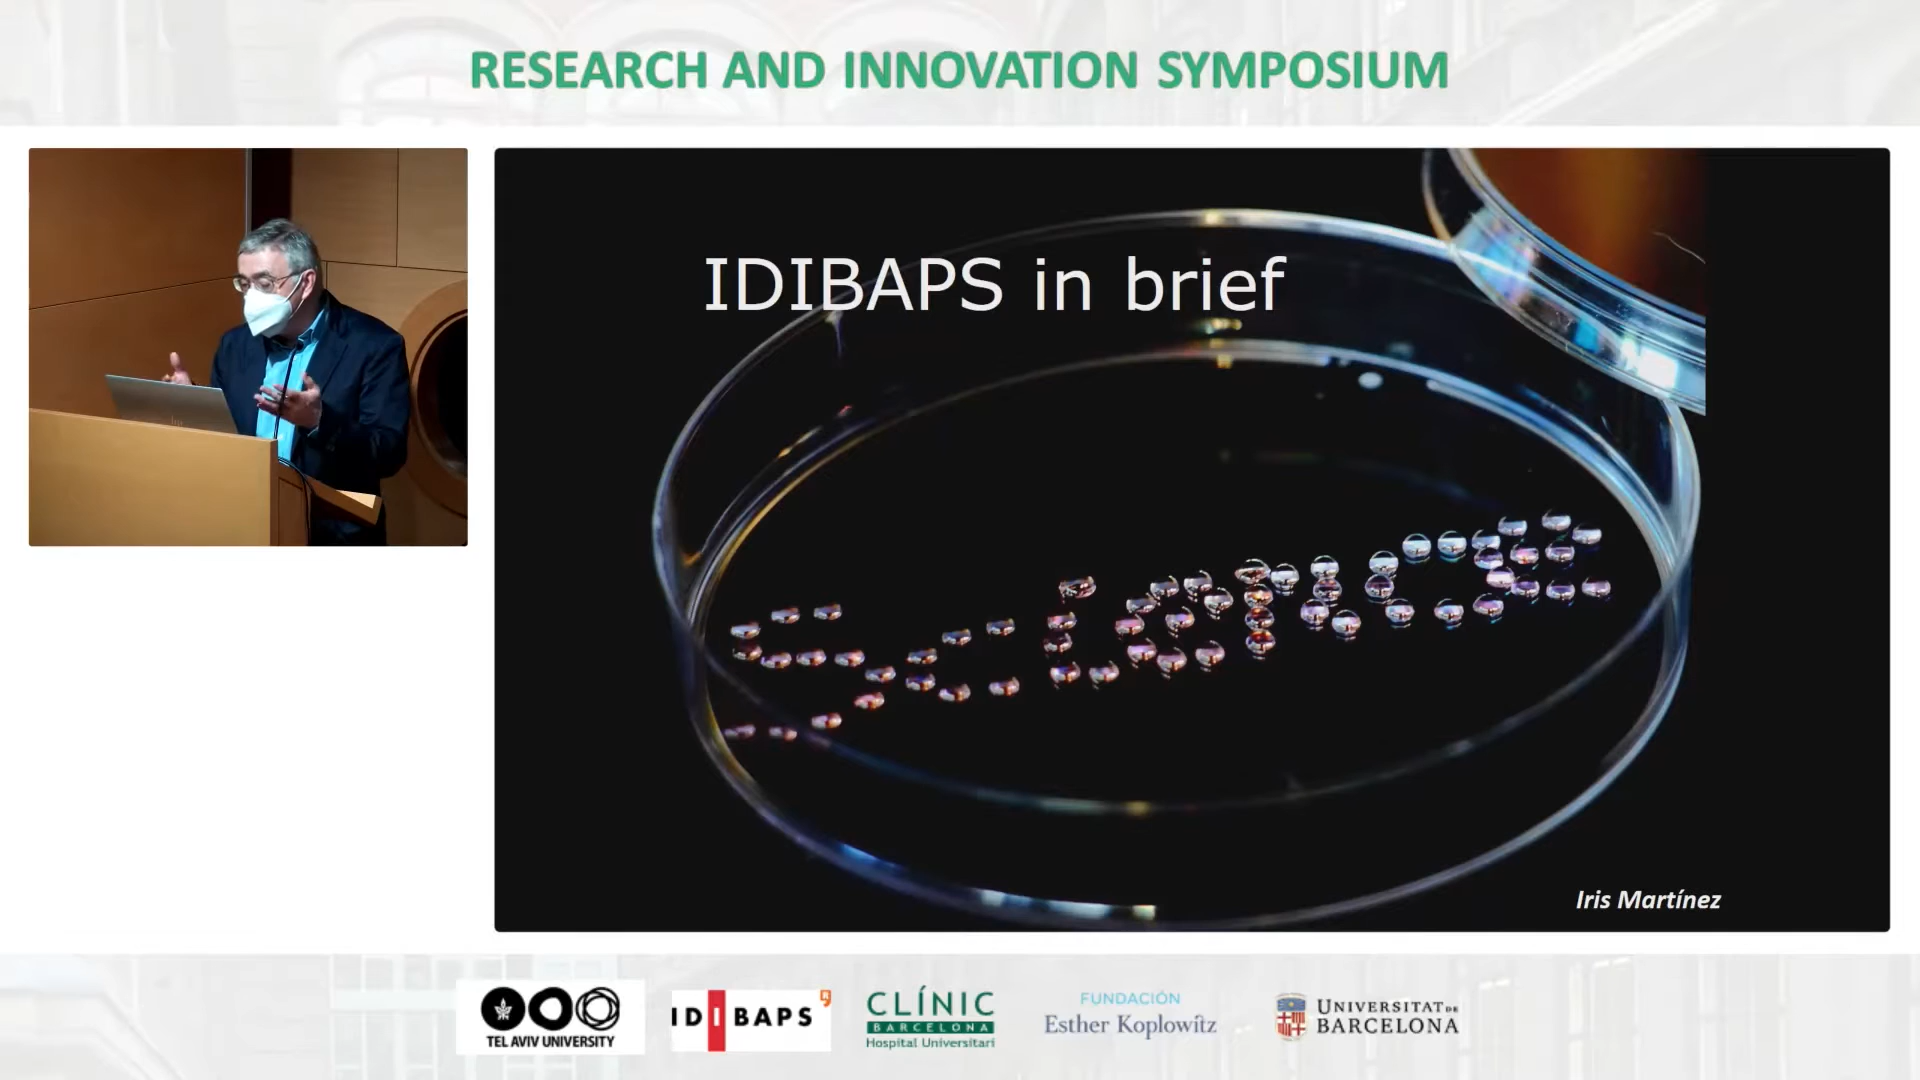 RESEARCH AND INNOVATION SYMPOSIUM
IDIBAPS in brief
science
Iris Martínez
TEL AVIV UNIVERSITY
IDIBAPS
CLÍNIC
BARCELONA
Hospital Universitari
FUNDACIÓN
Esther Koplowitz
UNIVERSITAT DE
BARCELONA